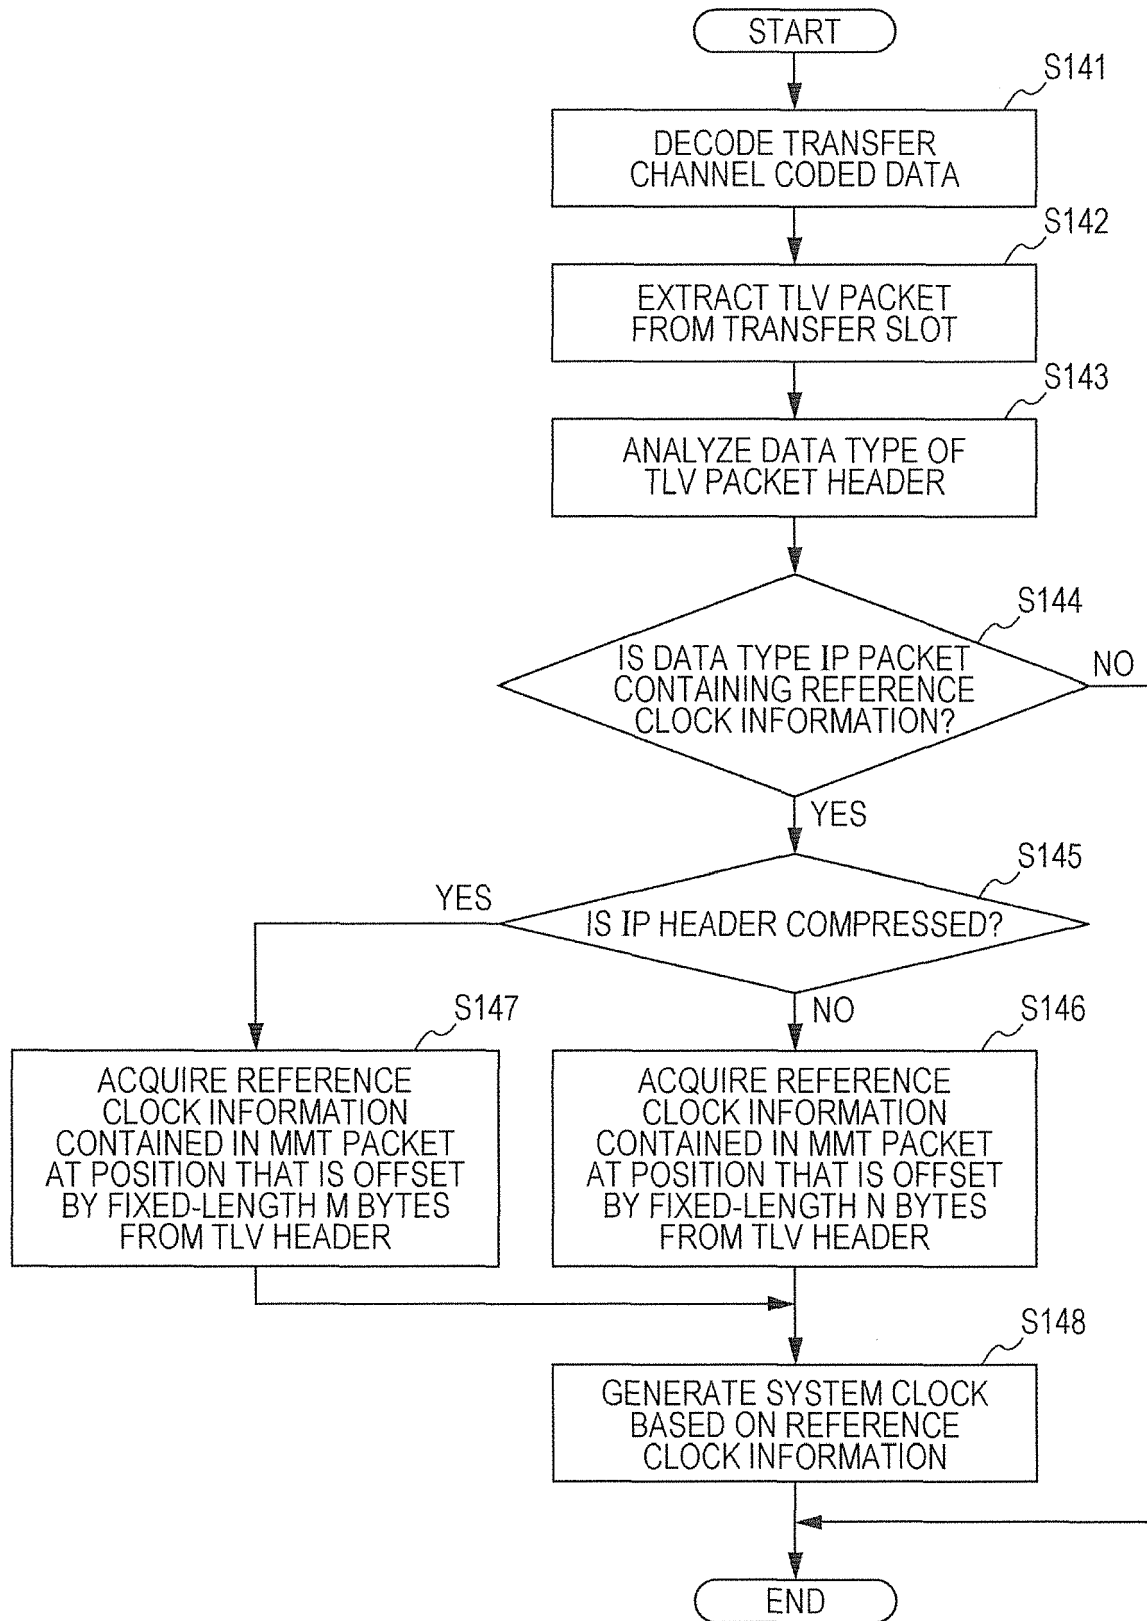 START
S141
DECODE TRANSFER
CHANNEL CODED DATA
S142
EXTRACT TLV PACKET
FROM TRANSFER SLOT
S143
ANALYZE DATA TYPE OF
TLV PACKET HEADER
S144
IS DATA TYPE IP PACKET
CONTAINING REFERENCE
CLOCK INFORMATION?
NO
YES
S145
YES
IS IP HEADER COMPRESSED?
NO
S147
ACQUIRE REFERENCE
CLOCK INFORMATION
CONTAINED IN MMT PACKET
AT POSITION THAT IS OFFSET
BY FIXED-LENGTH M BYTES
FROM TLV HEADER
S146
ACQUIRE REFERENCE
CLOCK INFORMATION
CONTAINED IN MMT PACKET
AT POSITION THAT IS OFFSET
BY FIXED-LENGTH N BYTES
FROM TLV HEADER
S148
GENERATE SYSTEM CLOCK
BASED ON REFERENCE
CLOCK INFORMATION
END